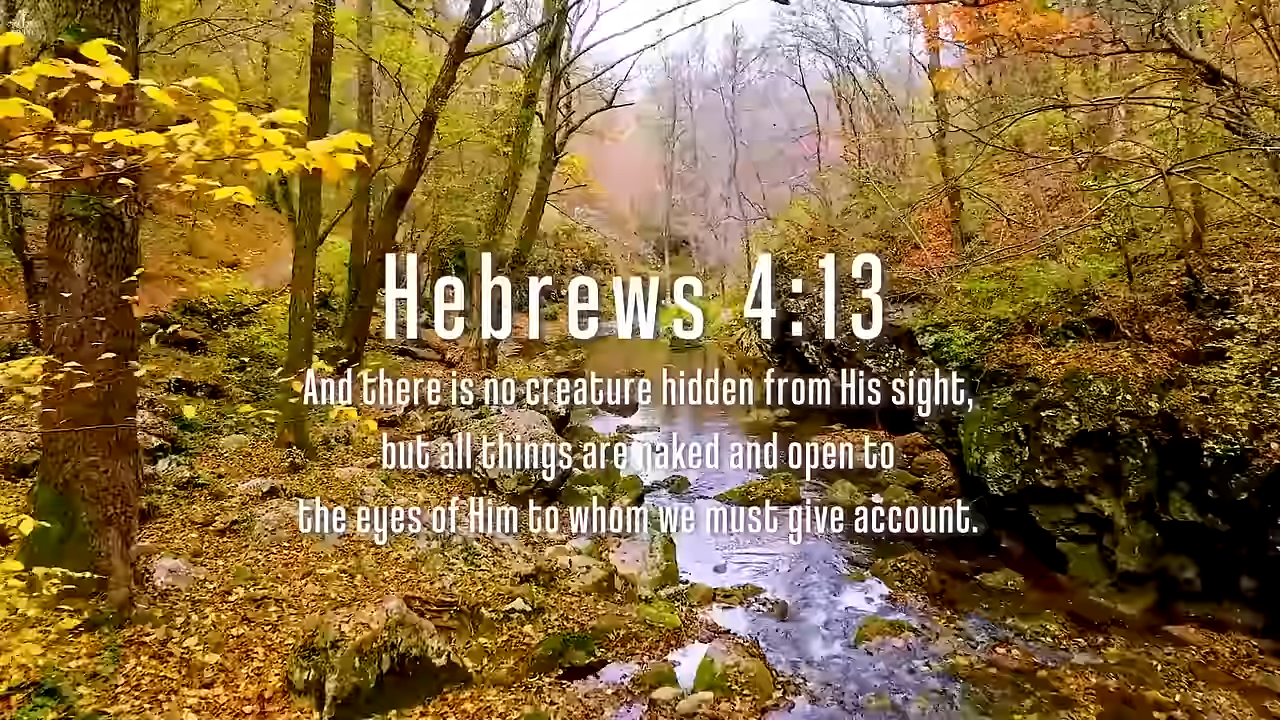 Hebrews 4:13
And there is no creature hidden from His sight,
but all things are naked and open to
the eyes of Him to whom we must give account.